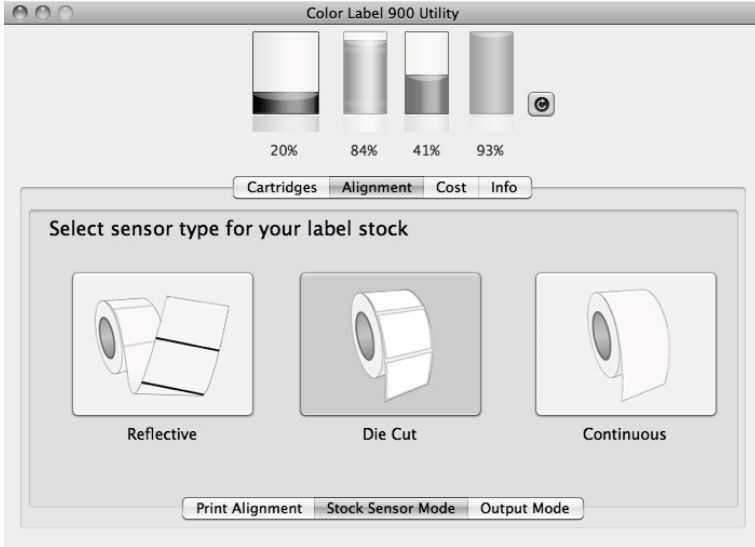 Color Label 900 Utility
20% 84% 41% 93%
Cartridges Alignment Cost Info
Select sensor type for your label stock
Reflective Die Cut Continuous
Print Alignment Stock Sensor Mode Output Mode